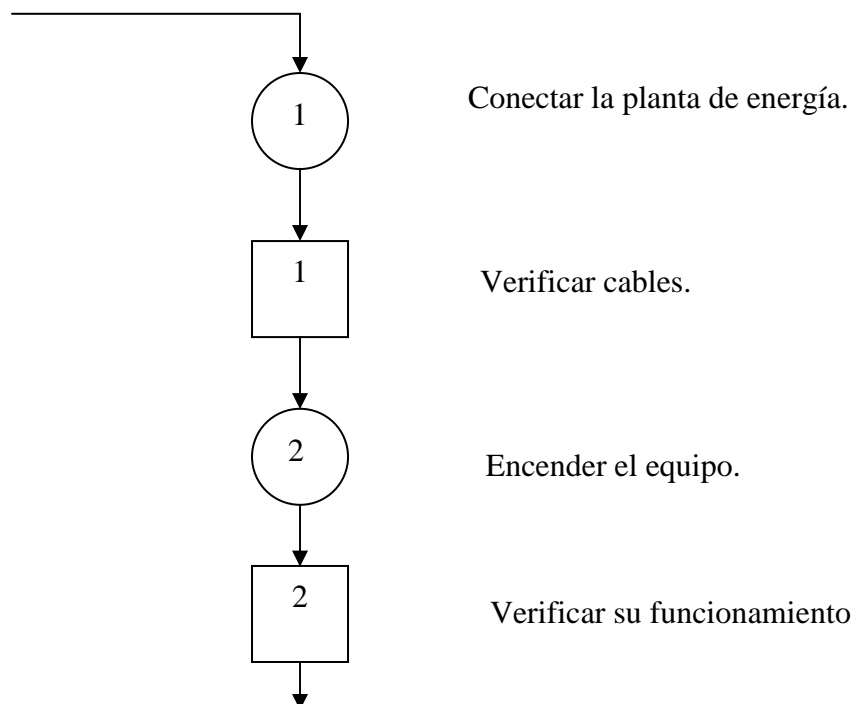 1
Conectar la planta de energía.
1
Verificar cables.
2
Encender el equipo.
2
Verificar su funcionamiento